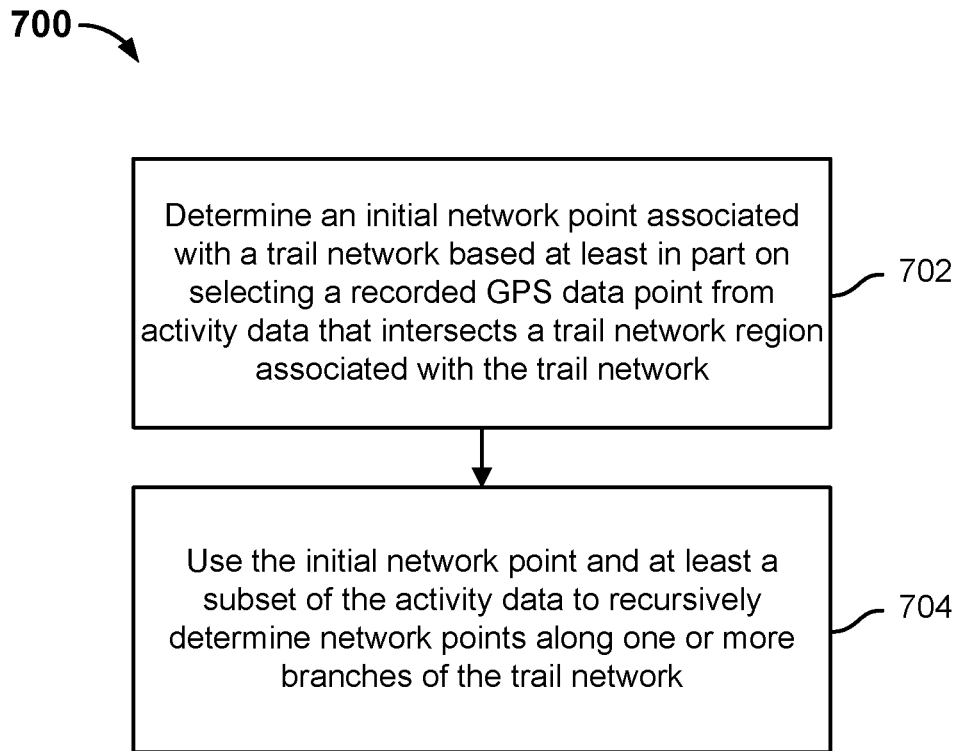 700
Determine an initial network point associated
with a trail network based at least in part on
selecting a recorded GPS data point from
activity data that intersects a trail network region
associated with the trail network
702
Use the initial network point and at least a
subset of the activity data to recursively
determine network points along one or more
branches of the trail network
704